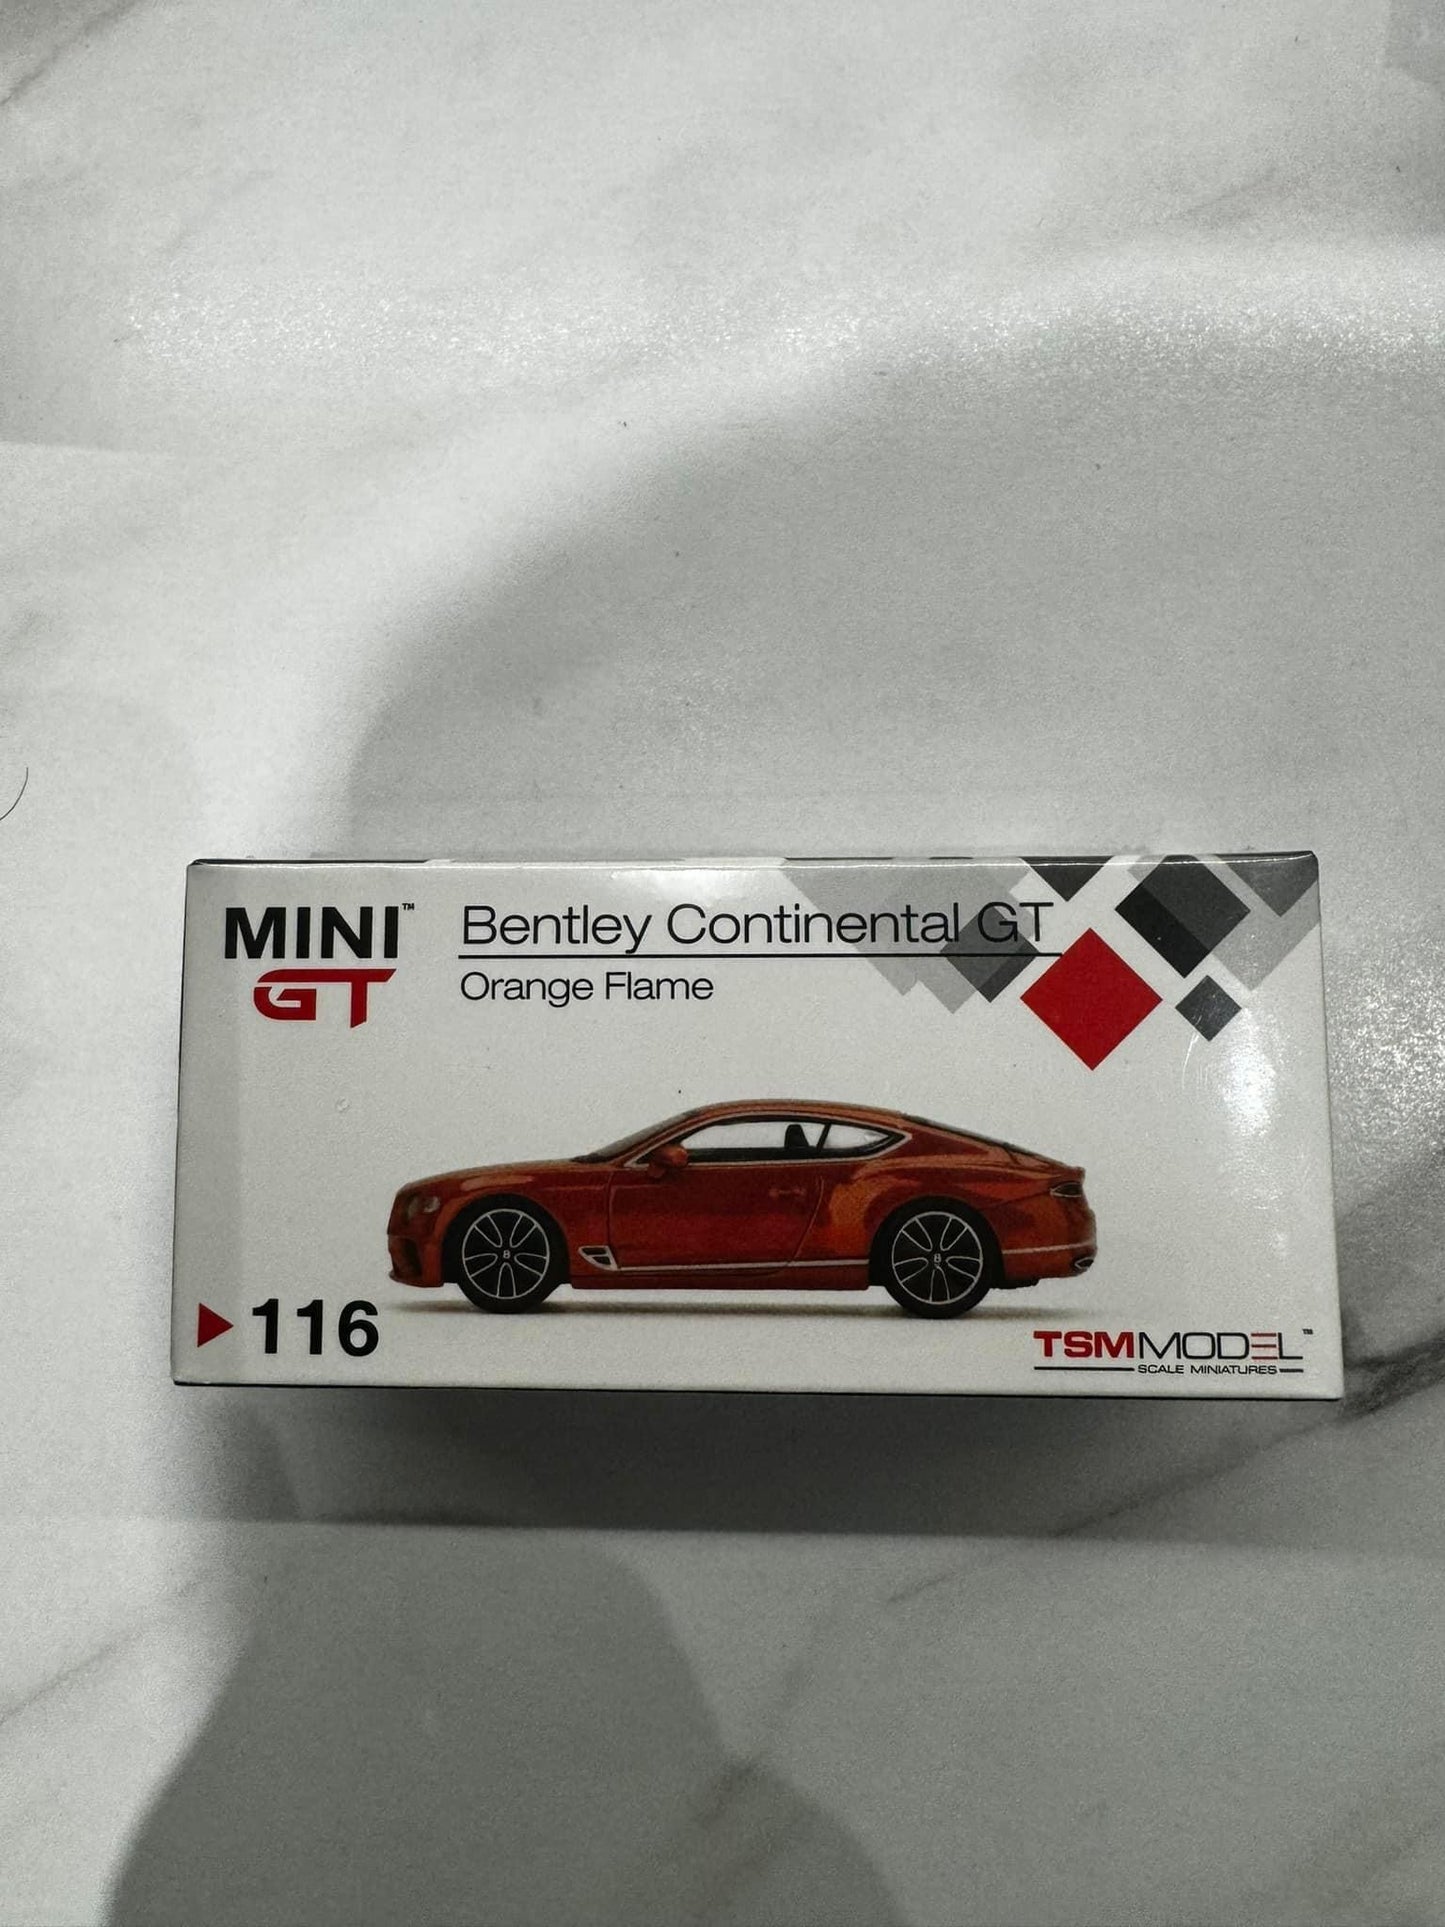 MINI™
GT
Bentley Continental GT
Orange Flame
116
TSMMODEL™
SCALE MINIATURES